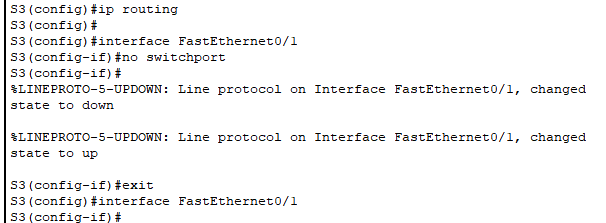 S3(config)#ip routing
S3(config)#
S3(config)#interface FastEthernet0/1
S3(config-if)#no switchport
S3(config-if)#
%LINEPROTO-5-UPDOWN: Line protocol on Interface FastEthernet0/1, changed
state to down
%LINEPROTO-5-UPDOWN: Line protocol on Interface FastEthernet0/1, changed
state to up
S3(config-if)#exit
S3(config)#interface FastEthernet0/1
S3(config-if)#